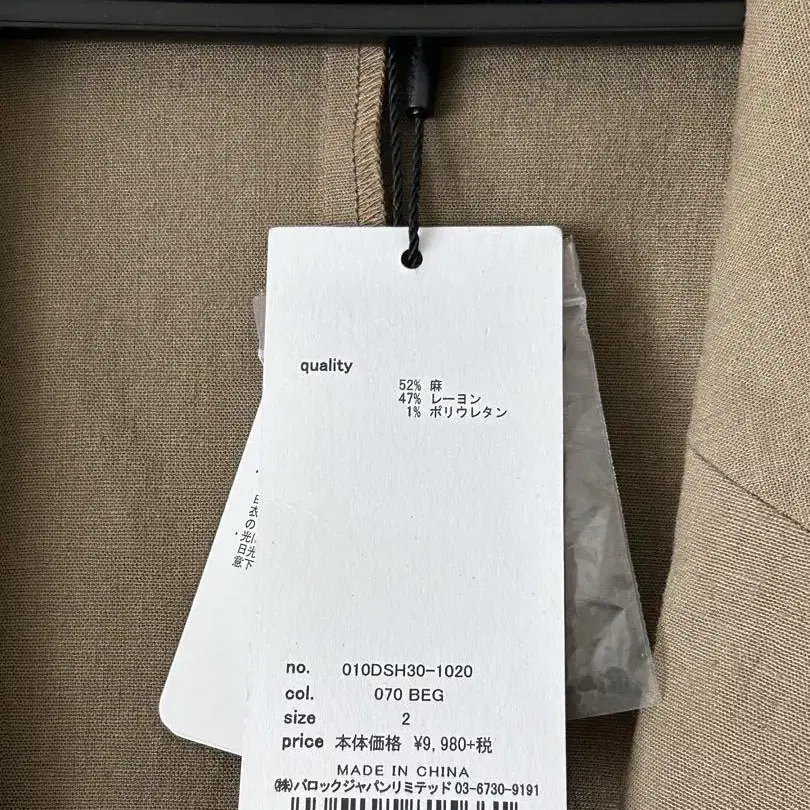 quality
52% 麻
47% レーヨン
1% ポリウレタン
no. 010DSH30-1020
col. 070 BEG
size 2
price 本体価格 ¥9,980+税
MADE IN CHINA
㈱バロックジャパンリミテッド 03-6730-9191